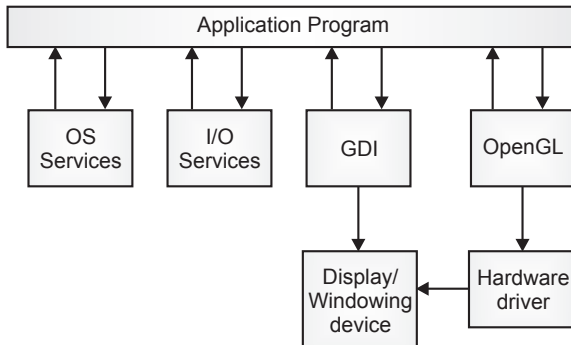 Application Program
OS
Services
I/O
Services
GDI
OpenGL
Display/
Windowing
device
Hardware
driver